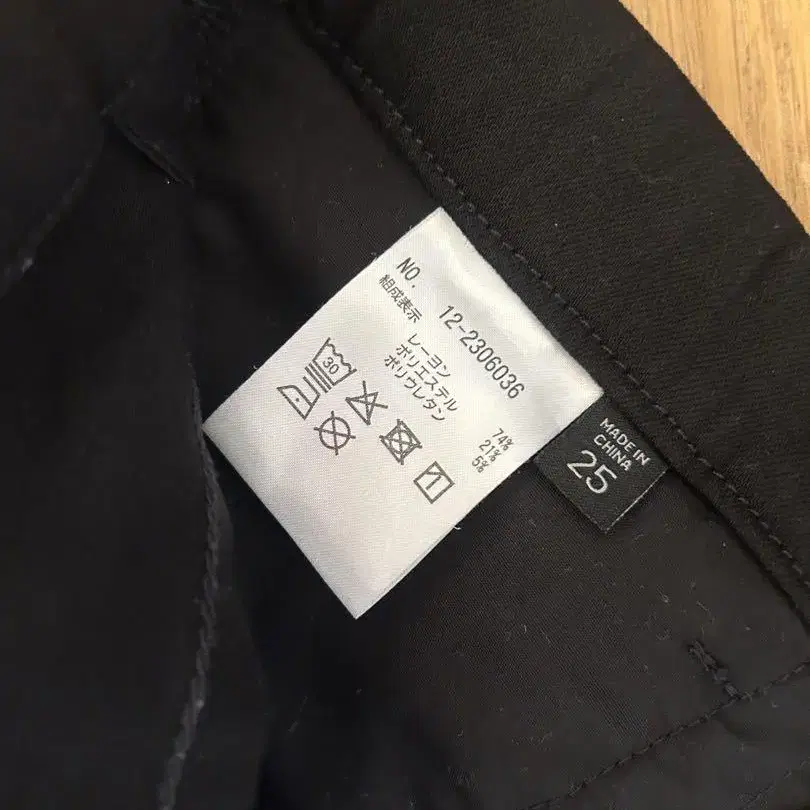 NO. 12-2306036
組成表示
レーヨン 74%
ポリエステル 21%
ポリウレタン 5%
30
MADE IN
CHINA
25